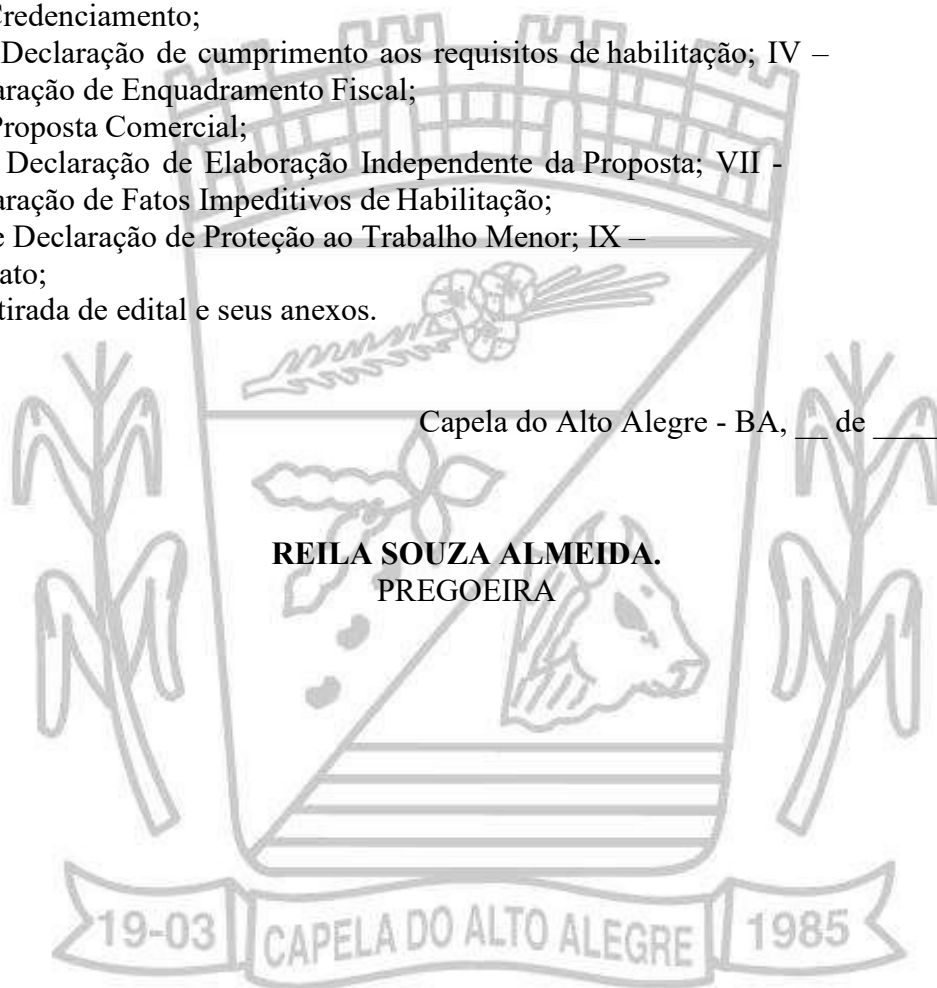 Credenciamento;
Declaração de cumprimento aos requisitos de habilitação; IV –
aração de Enquadramento Fiscal;
Proposta Comercial;
Declaração de Elaboração Independente da Proposta; VII -
aração de Fatos Impeditivos de Habilitação;
e Declaração de Proteção ao Trabalho Menor; IX –
ato;
tirada de edital e seus anexos.
Capela do Alto Alegre - BA, __ de ____
REILA SOUZA ALMEIDA.
PREGOEIRA
19-03 CAPELA DO ALTO ALEGRE 1985